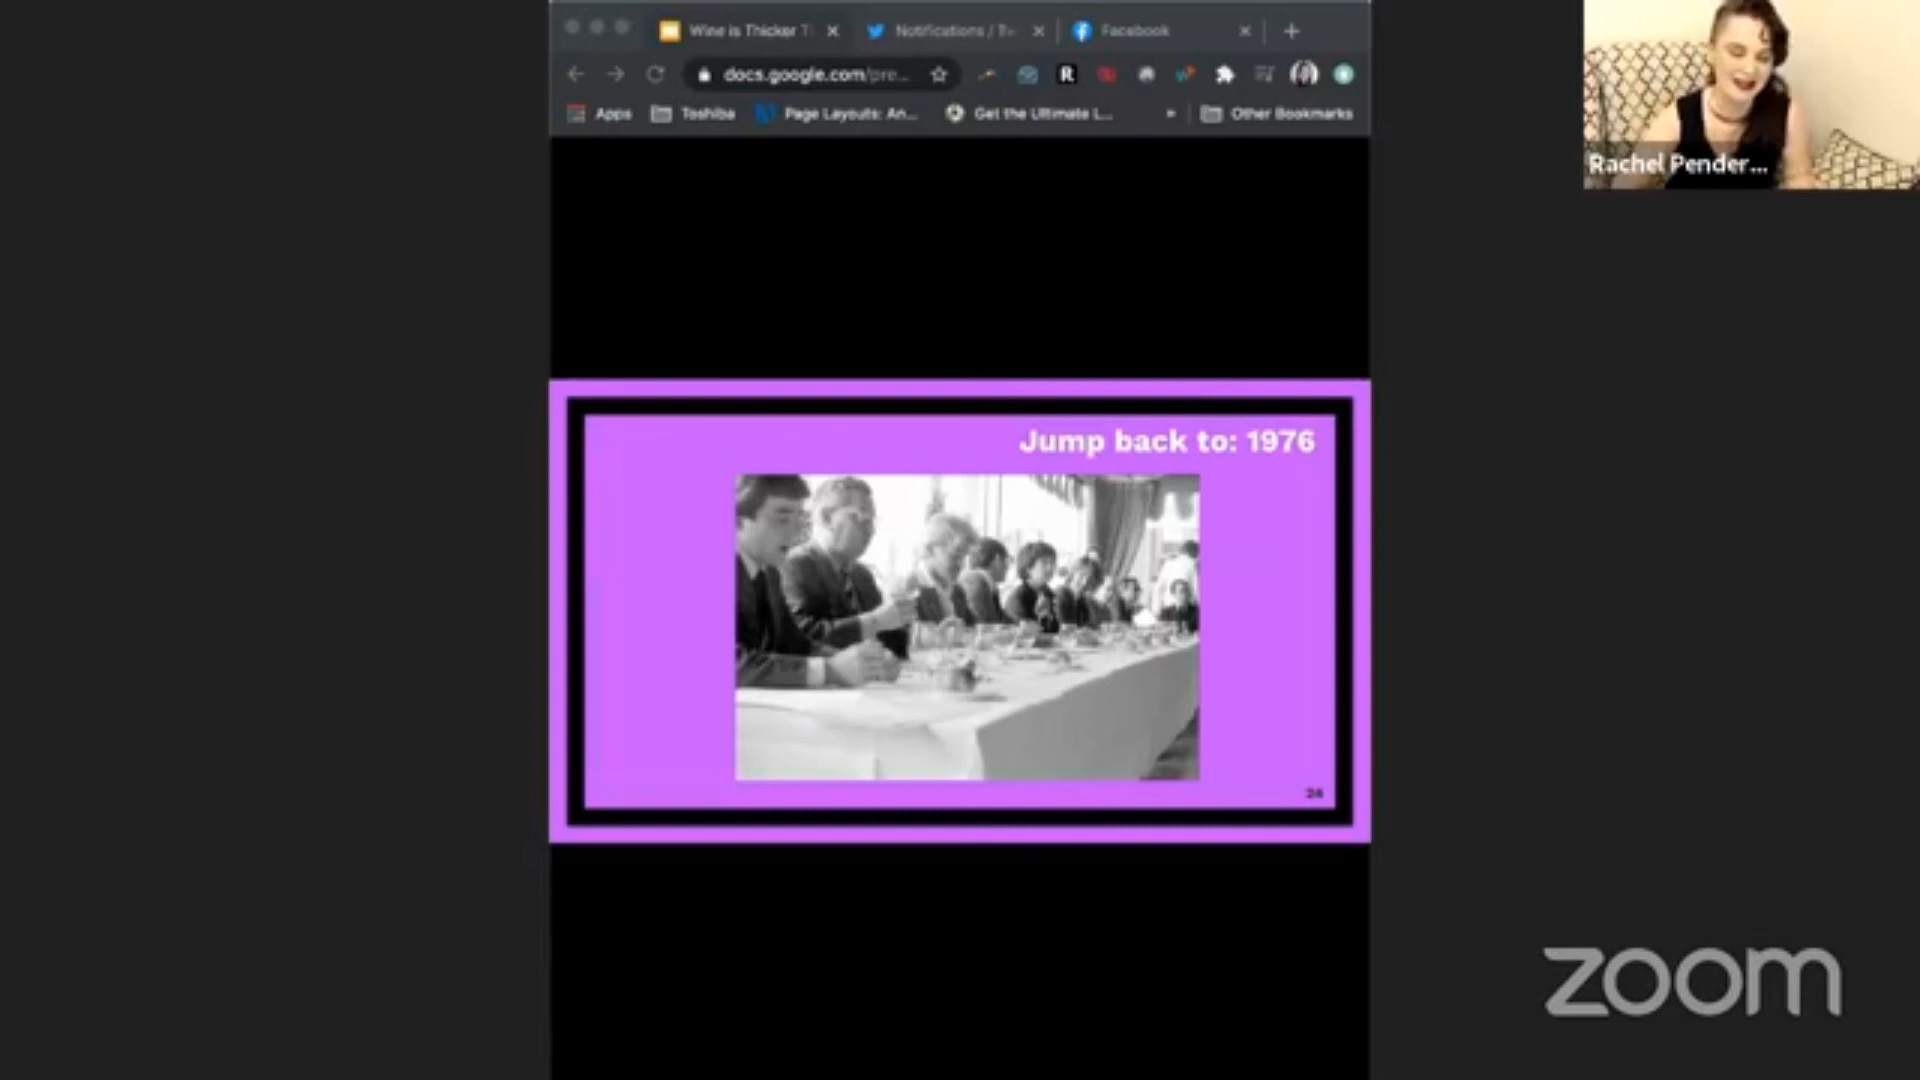 Wine is Thicker T
Notifications / Tw
Facebook
docs.google.com/pre...
R
Apps
Toshiba
Page Layouts: An...
Get the Ultimate L...
»
Other Bookmarks
Rachel Pender...
Jump back to: 1976
zoom